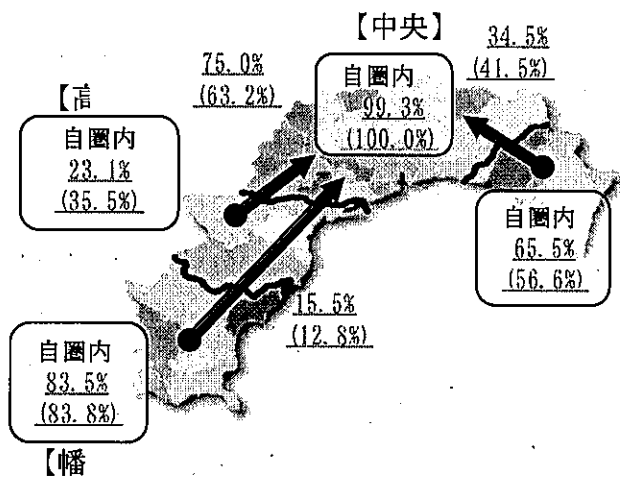 【中央】
34.5%
(41.5%)
75.0%
(63.2%)
自圏内
99.3%
(100.0%)
【高
自圏内
23.1%
(35.5%)
自圏内
65.5%
(56.6%)
15.5%
(12.8%)
自圏内
83.5%
(83.8%)
【幡